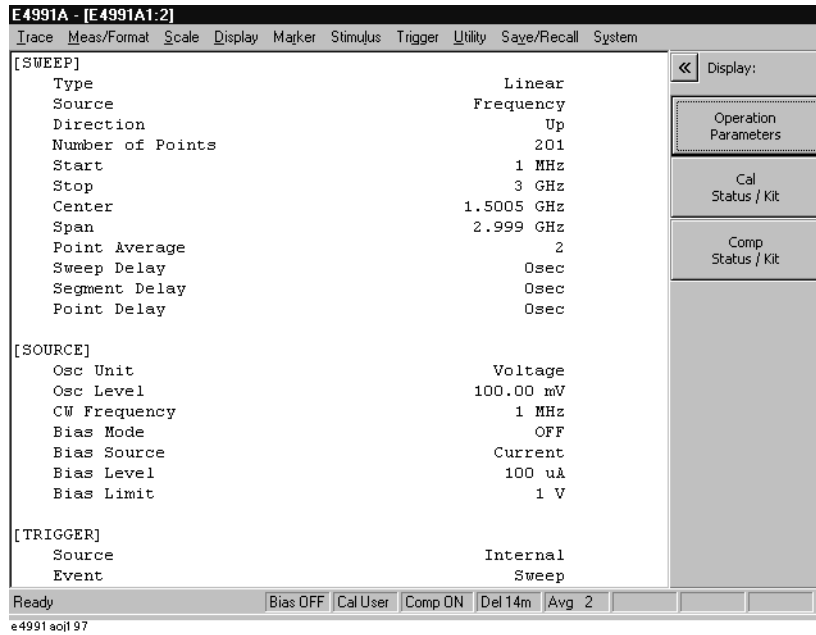 E4991A - [E4991A1:2]
Trace Meas/Format Scale Display Marker Stimulus Trigger Utility Save/Recall System
[SWEEP]
Type Linear
Source Frequency
Direction Up
Number of Points 201
Start 1 MHz
Stop 3 GHz
Center 1.5005 GHz
Span 2.999 GHz
Point Average 2
Sweep Delay 0sec
Segment Delay 0sec
Point Delay 0sec
[SOURCE]
Osc Unit Voltage
Osc Level 100.00 mV
CW Frequency 1 MHz
Bias Mode OFF
Bias Source Current
Bias Level 100 uA
Bias Limit 1 V
[TRIGGER]
Source Internal
Event Sweep
« Display:
Operation
Parameters
Cal
Status / Kit
Comp
Status / Kit
Ready Bias OFF Cal User Comp ON Del 14m Avg 2
e4991aoj197